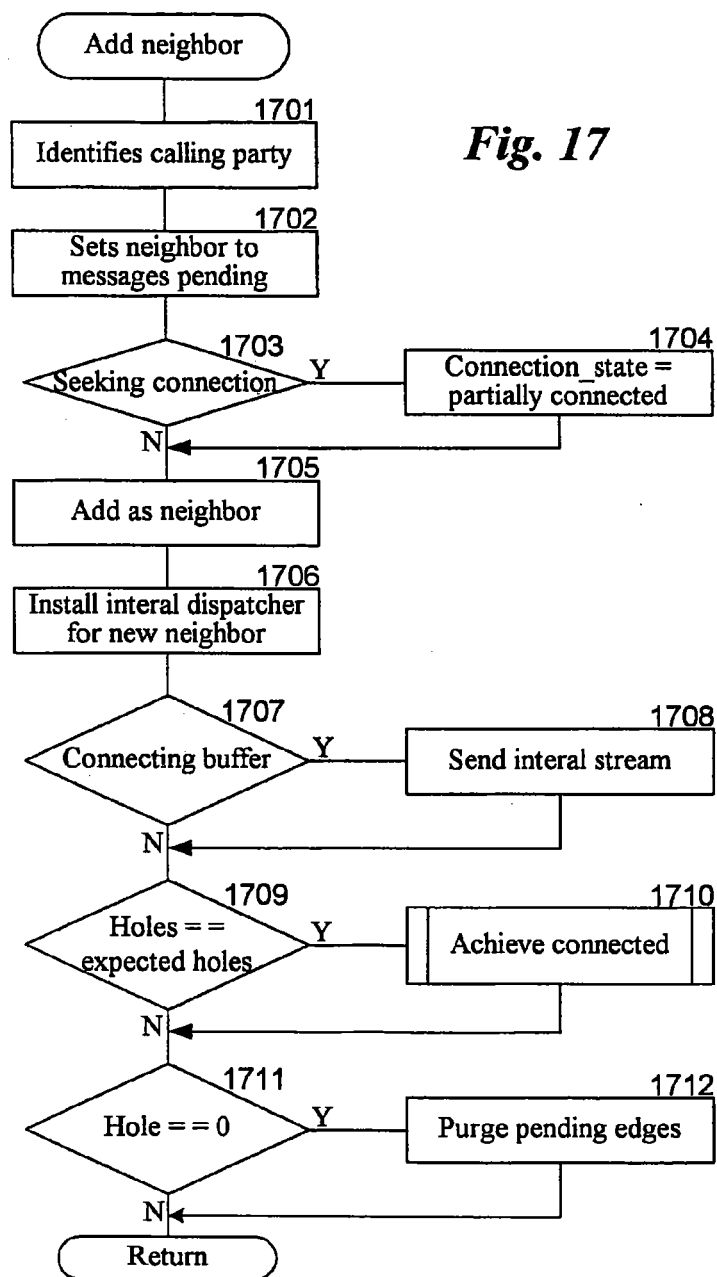 Add neighbor
Fig. 17
1701
Identifies calling party
1702
Sets neighbor to
messages pending
1703
Seeking connection
Y
N
1704
Connection_state =
partially connected
1705
Add as neighbor
1706
Install interal dispatcher
for new neighbor
1707
Connecting buffer
Y
N
1708
Send interal stream
1709
Holes = =
expected holes
Y
N
1710
Achieve connected
1711
Hole = = 0
Y
N
1712
Purge pending edges
Return